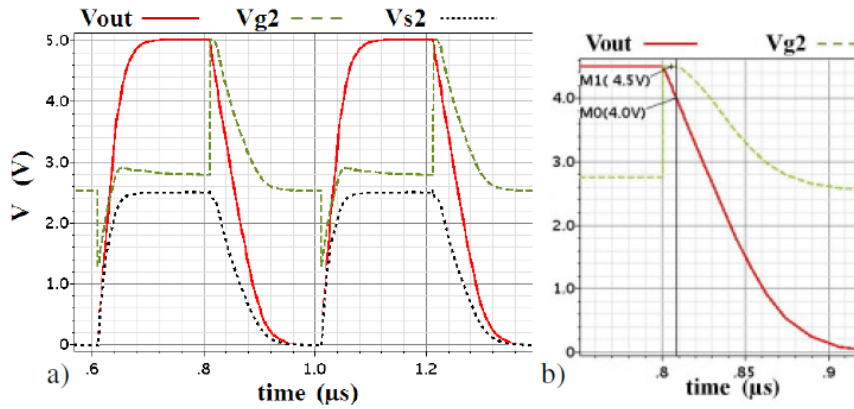 Vout Vg2 Vs2
5.0
4.0
3.0
2.0
1.0
0
V (V)
.6 .8 1.0 1.2
a) time (µs)
Vout Vg2
M1( 4.5V)
4.0
M0(4.0V)
3.0
2.0
1.0
0
.8 .85 .9
b) time (µs)